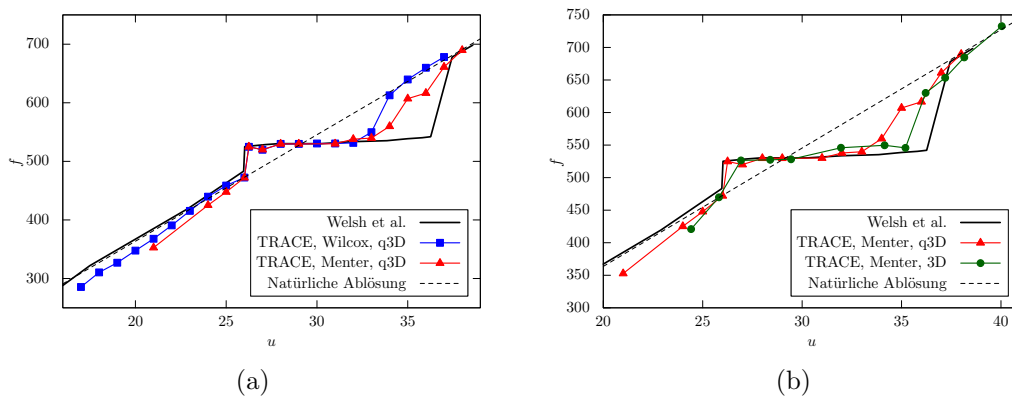 300
400
500
600
700
20
25
30
35
f
u
Welsh et al.
TRACE, Wilcox, q3D
TRACE, Menter, q3D
Natürliche Ablösung
(a)
300
350
400
450
500
550
600
650
700
750
20
25
30
35
40
f
u
Welsh et al.
TRACE, Menter, q3D
TRACE, Menter, 3D
Natürliche Ablösung
(b)